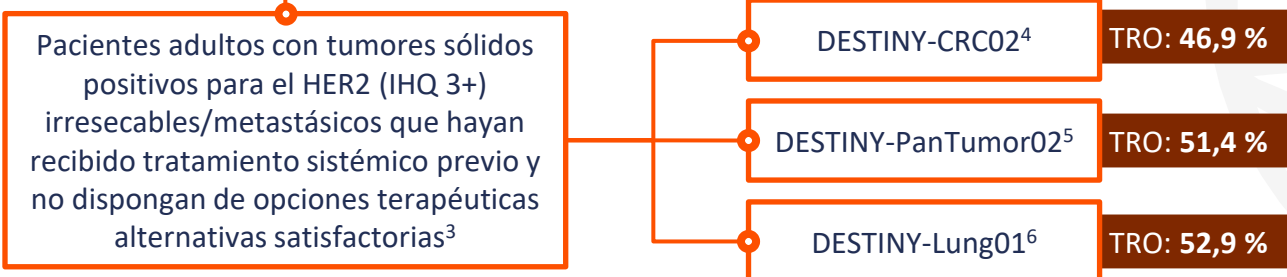 Pacientes adultos con tumores sólidos
positivos para el HER2 (IHQ 3+)
irresecables/metastásicos que hayan
recibido tratamiento sistémico previo y
no dispongan de opciones terapéuticas
alternativas satisfactorias³
DESTINY-CRC02⁴ TRO: 46,9 %
DESTINY-PanTumor02⁵ TRO: 51,4 %
DESTINY-Lung01⁶ TRO: 52,9 %